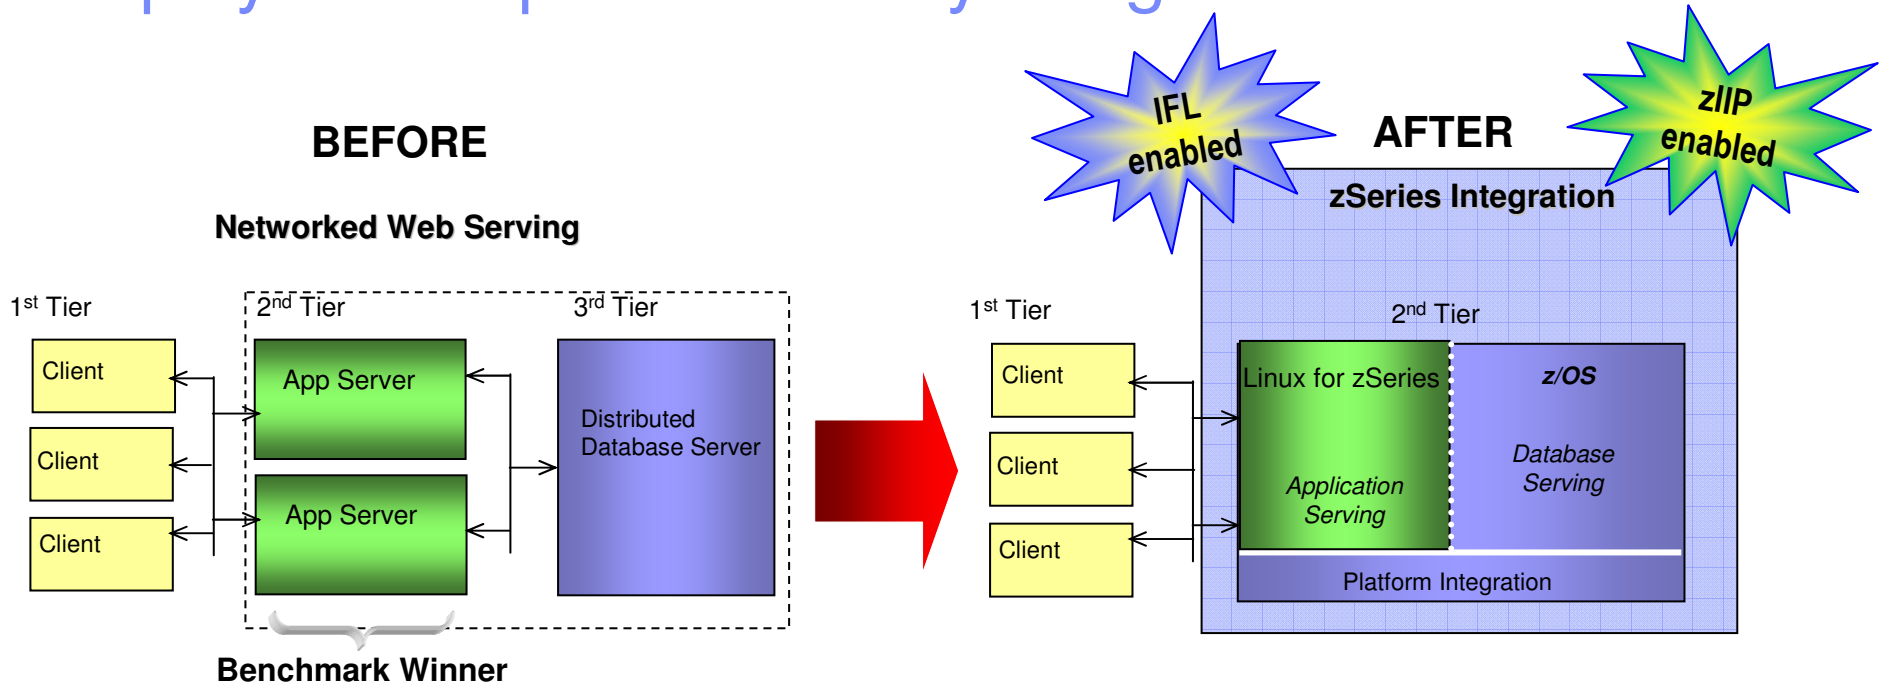 BEFORE
Networked Web Serving
1st Tier
2nd Tier
3rd Tier
Client
Client
Client
App Server
App Server
Distributed
Database Server
Benchmark Winner
IFL
enabled
AFTER
zIIP
enabled
zSeries Integration
1st Tier
2nd Tier
Client
Client
Client
Linux for zSeries
Application
Serving
z/OS
Database
Serving
Platform Integration